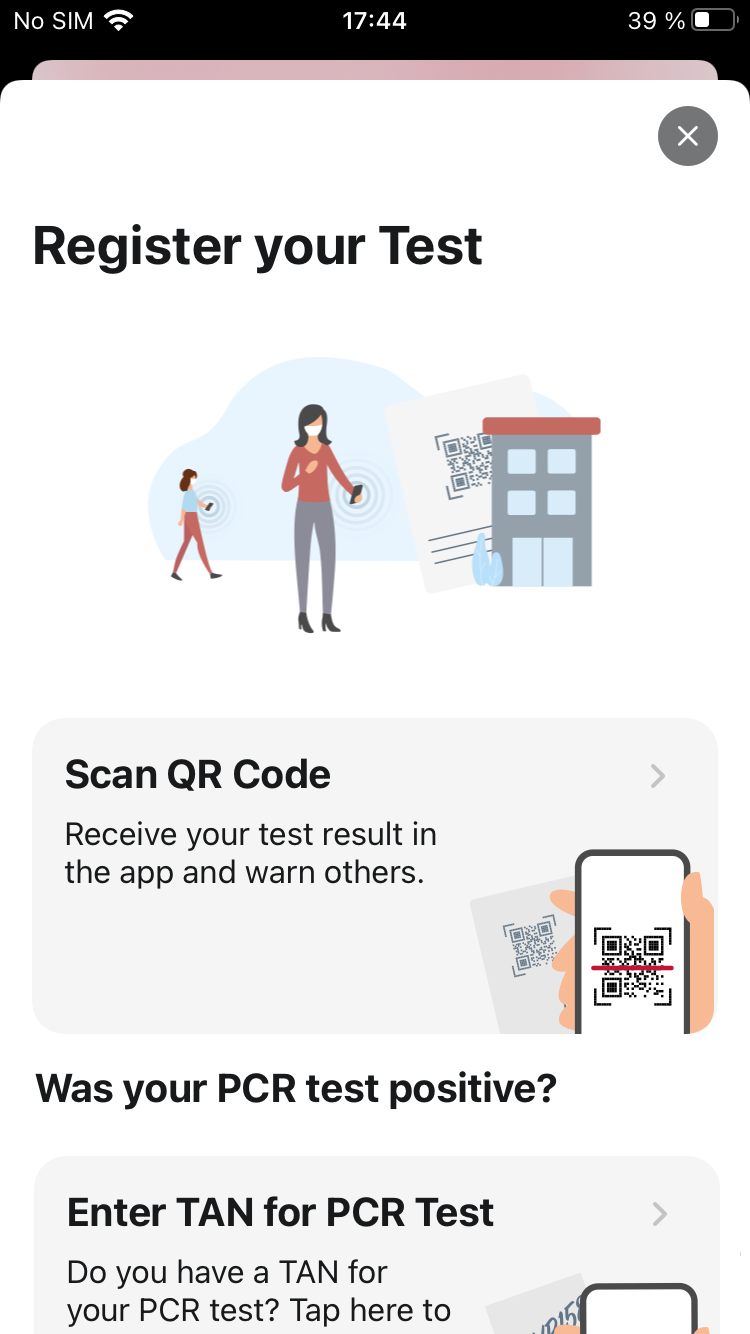 No SIM 17:44 39 %
Register your Test
Scan QR Code
Receive your test result in
the app and warn others.
Was your PCR test positive?
Enter TAN for PCR Test
Do you have a TAN for
your PCR test? Tap here to